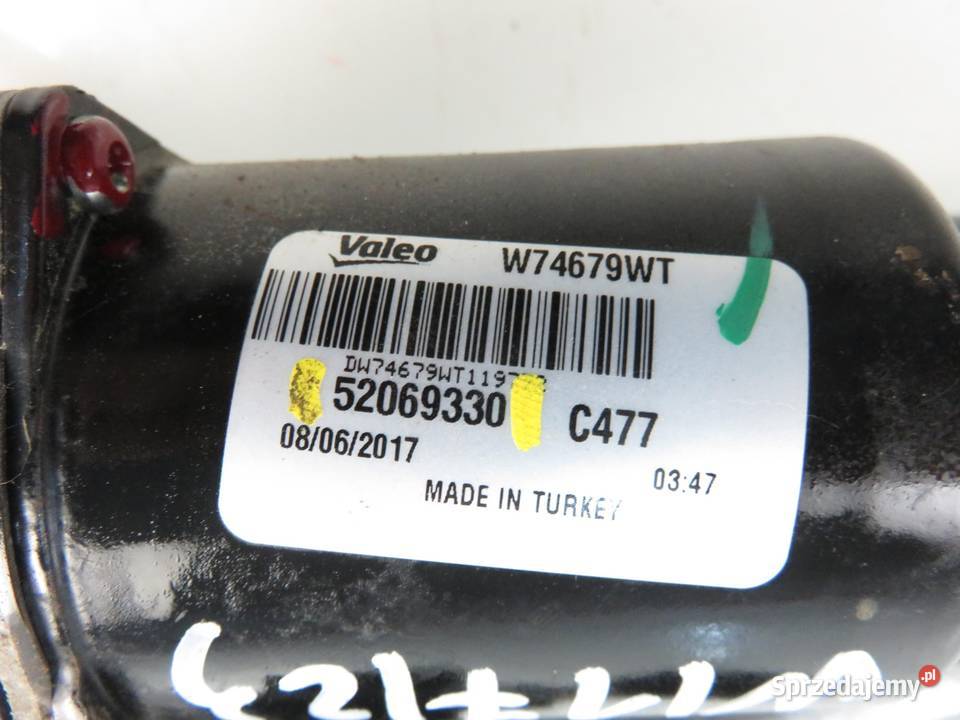 Valeo W74679WT
52069330 C477
08/06/2017
03:47
MADE IN TURKEY
Sprzedajemy.pl